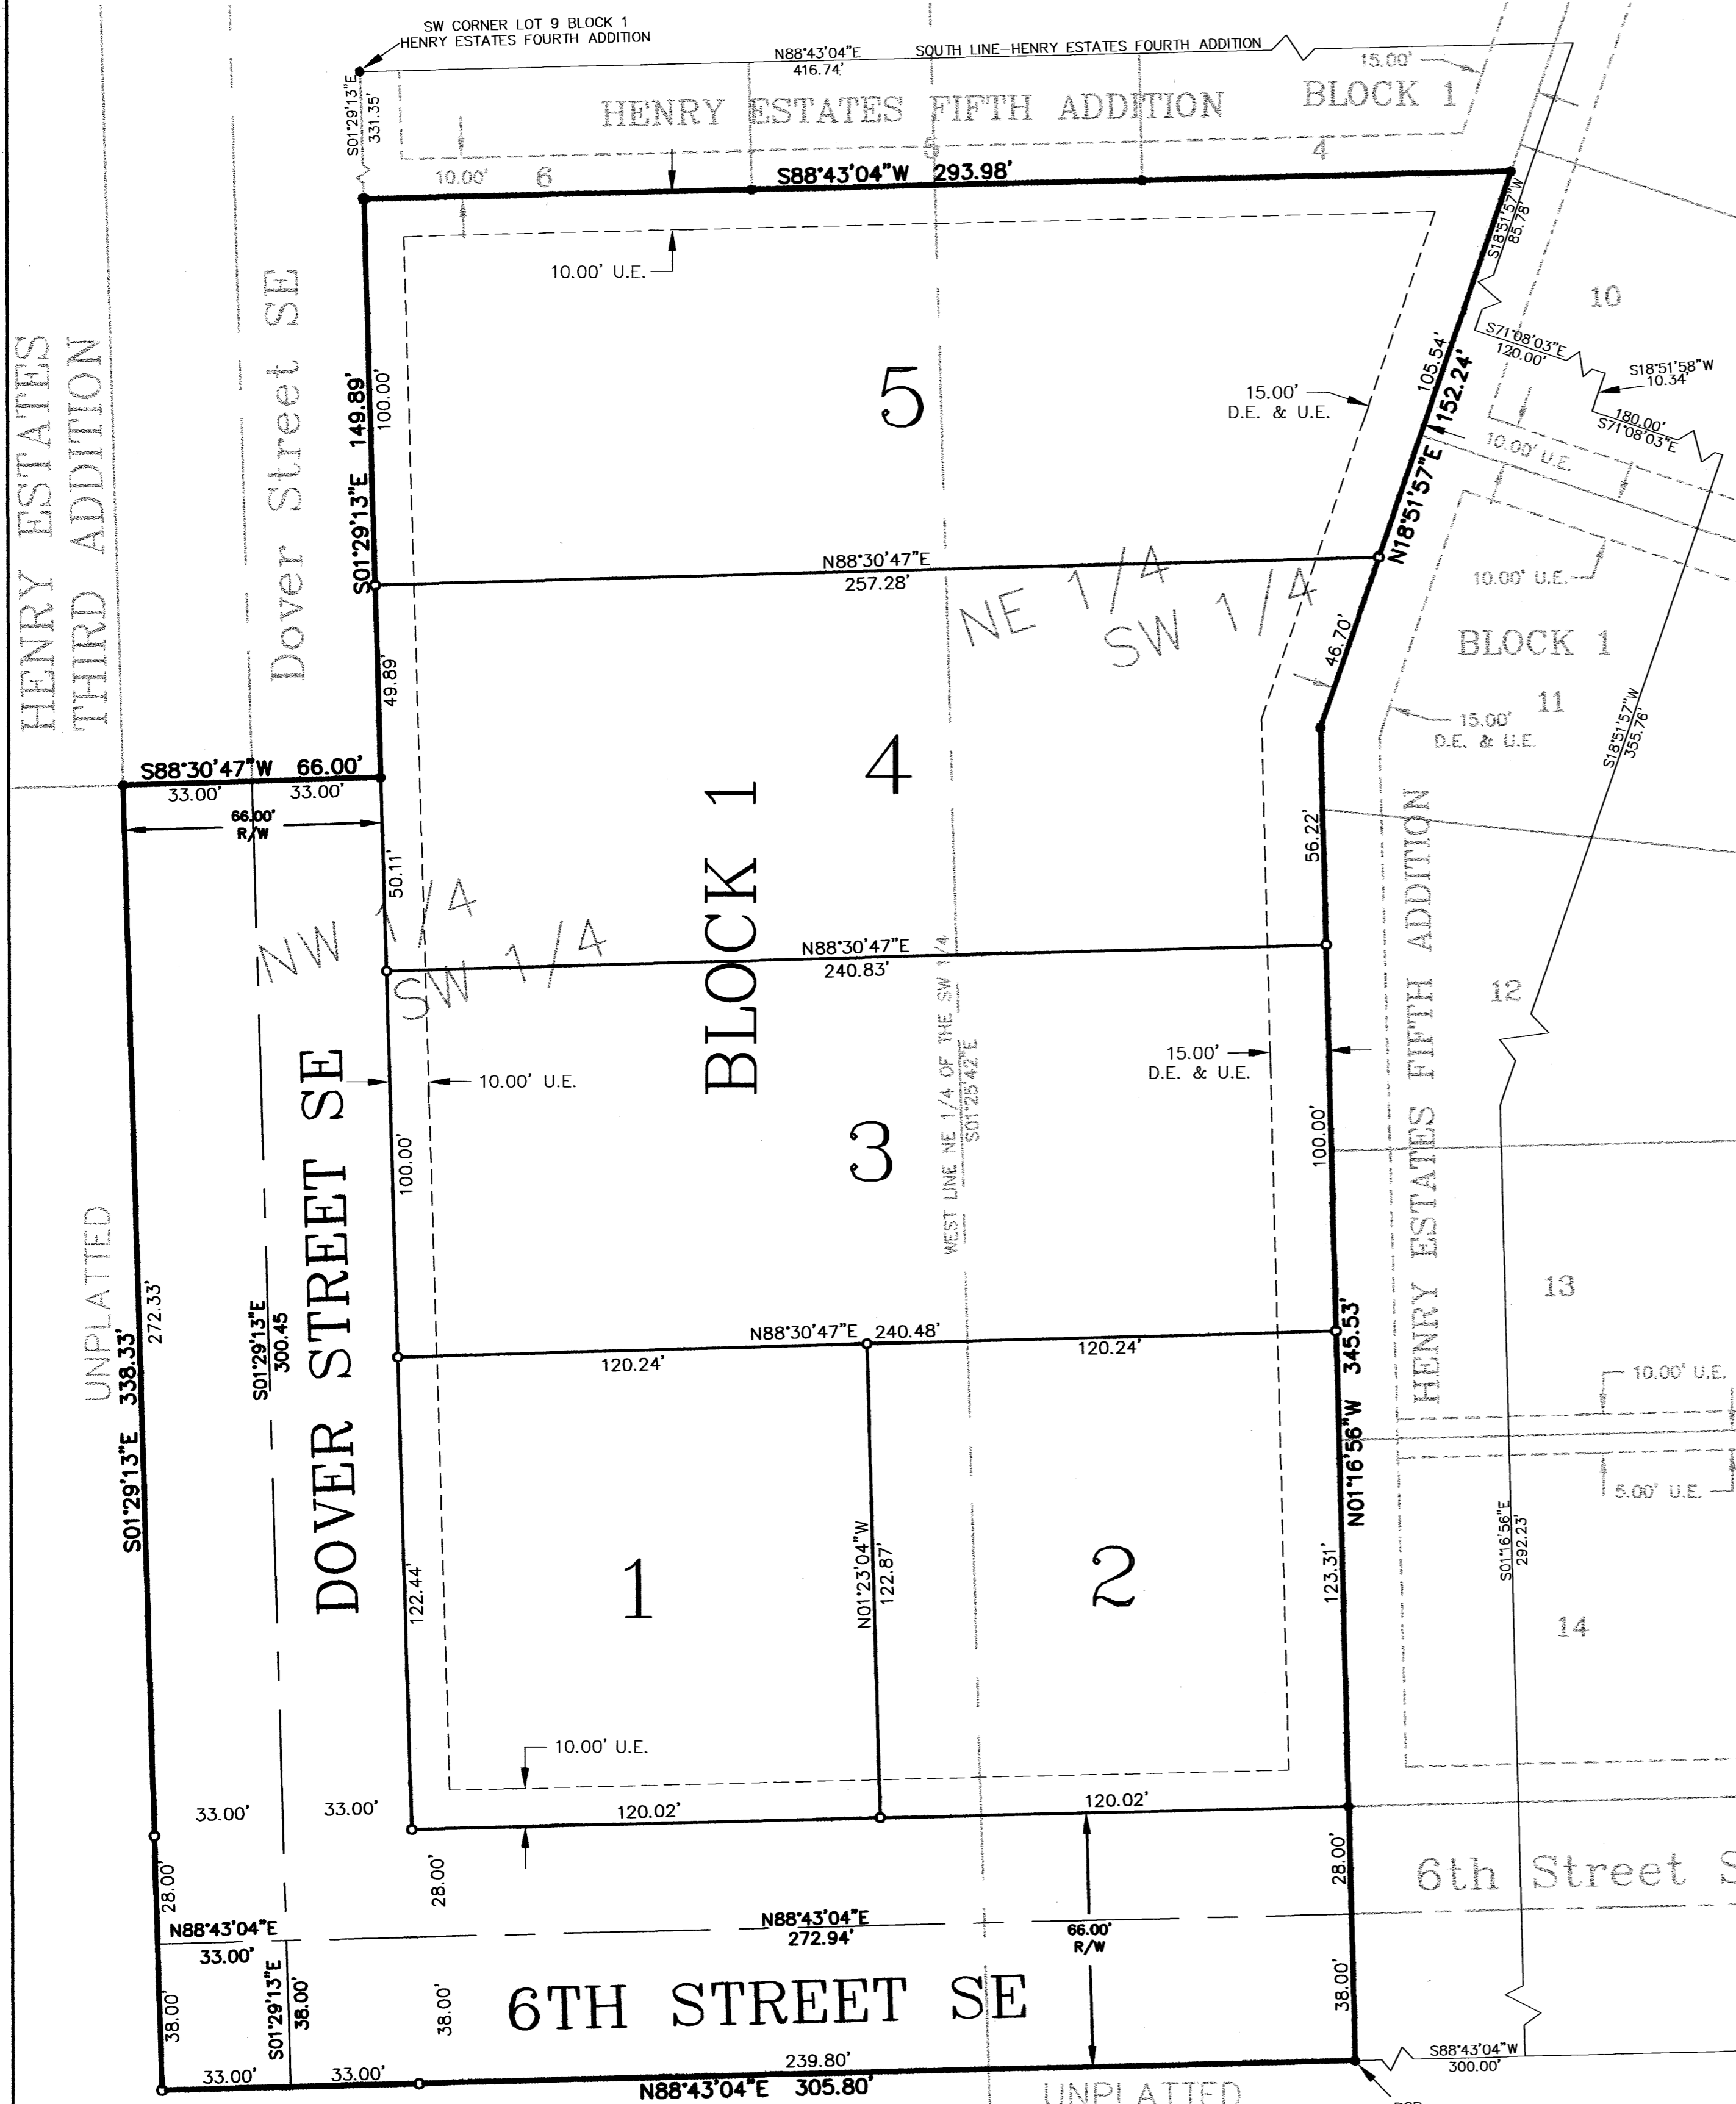 SW CORNER LOT 9 BLOCK 1
HENRY ESTATES FOURTH ADDITION
N88°43'04"E
416.74'
SOUTH LINE-HENRY ESTATES FOURTH ADDITION
15.00'
S01°29'13"E
331.35'
HENRY ESTATES FIFTH ADDITION
BLOCK 1
5
4
10.00'
6
S88°43'04"W 293.98'
S18°51'57"W
85.78'
10.00' U.E.
10
HENRY ESTATES
THIRD ADDITION
Dover Street SE
S01°29'13"E 149.89'
100.00'
5
15.00'
D.E. & U.E.
105.54'
N18°51'57"E 152.24'
S71°08'03"E
120.00'
S18°51'58"W
10.34'
180.00'
S71°08'03"E
10.00' U.E.
N88°30'47"E
257.28'
NE 1/4
SW 1/4
10.00' U.E.
BLOCK 1
11
46.70'
49.89'
15.00'
D.E. & U.E.
S18°51'57"W
355.76'
4
S88°30'47"W 66.00'
33.00'
33.00'
66.00'
R/W
50.11'
56.22'
BLOCK 1
NW 1/4
SW 1/4
N88°30'47"E
240.83'
HENRY ESTATES FIFTH ADDITION
12
WEST LINE NE 1/4 OF THE SW 1/4
S01°25'42"E
10.00' U.E.
15.00'
D.E. & U.E.
3
100.00'
100.00'
DOVER STREET SE
UNPLATTED
S01°29'13"E 338.33'
272.33'
S01°29'13"E
300.45
13
N88°30'47"E 240.48'
120.24'
120.24'
N01°16'56"W 345.53'
10.00' U.E.
5.00' U.E.
122.44'
1
N01°23'04"W
122.87'
2
123.31'
S01°16'56"E
292.23'
14
10.00' U.E.
33.00'
33.00'
120.02'
120.02'
28.00'
28.00'
28.00'
6th Street S
N88°43'04"E
33.00'
N88°43'04"E
272.94'
66.00'
R/W
38.00'
S01°29'13"E
38.00'
38.00'
6TH STREET SE
38.00'
33.00'
33.00'
239.80'
N88°43'04"E 305.80'
S88°43'04"W
300.00'
UNPLATTED